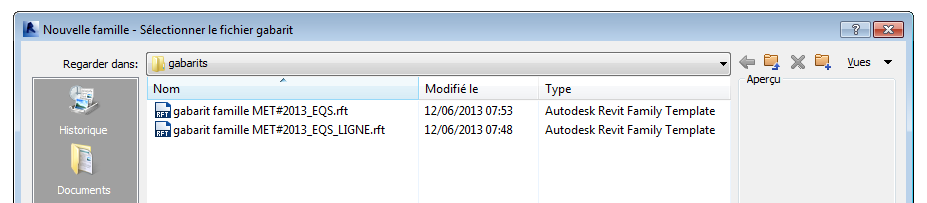 Nouvelle famille - Sélectionner le fichier gabarit
Regarder dans: gabarits Vues
Aperçu
Nom Modifié le Type
gabarit famille MET#2013_EQS.rft 12/06/2013 07:53 Autodesk Revit Family Template
gabarit famille MET#2013_EQS_LIGNE.rft 12/06/2013 07:48 Autodesk Revit Family Template
Historique
Documents